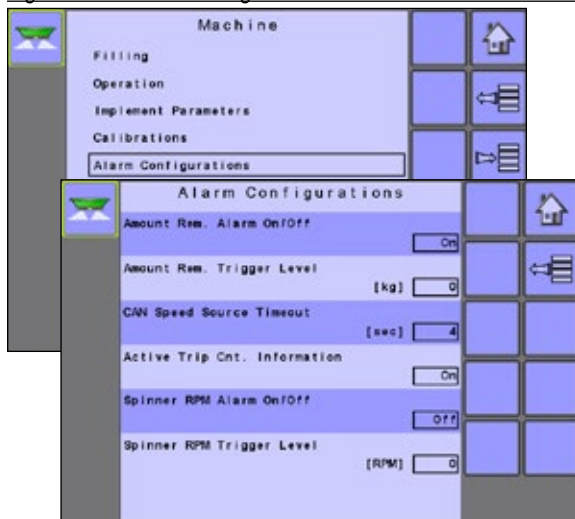 Machine
Filling
Operation
Implement Parameters
Calibrations
Alarm Configurations
Alarm Configurations
Amount Rem. Alarm On/Off
On
Amount Rem. Trigger Level
[kg] 0
CAN Speed Source Timeout
[sec] 4
Active Trip Cnt. Information
On
Spinner RPM Alarm On/Off
Off
Spinner RPM Trigger Level
[RPM] 0